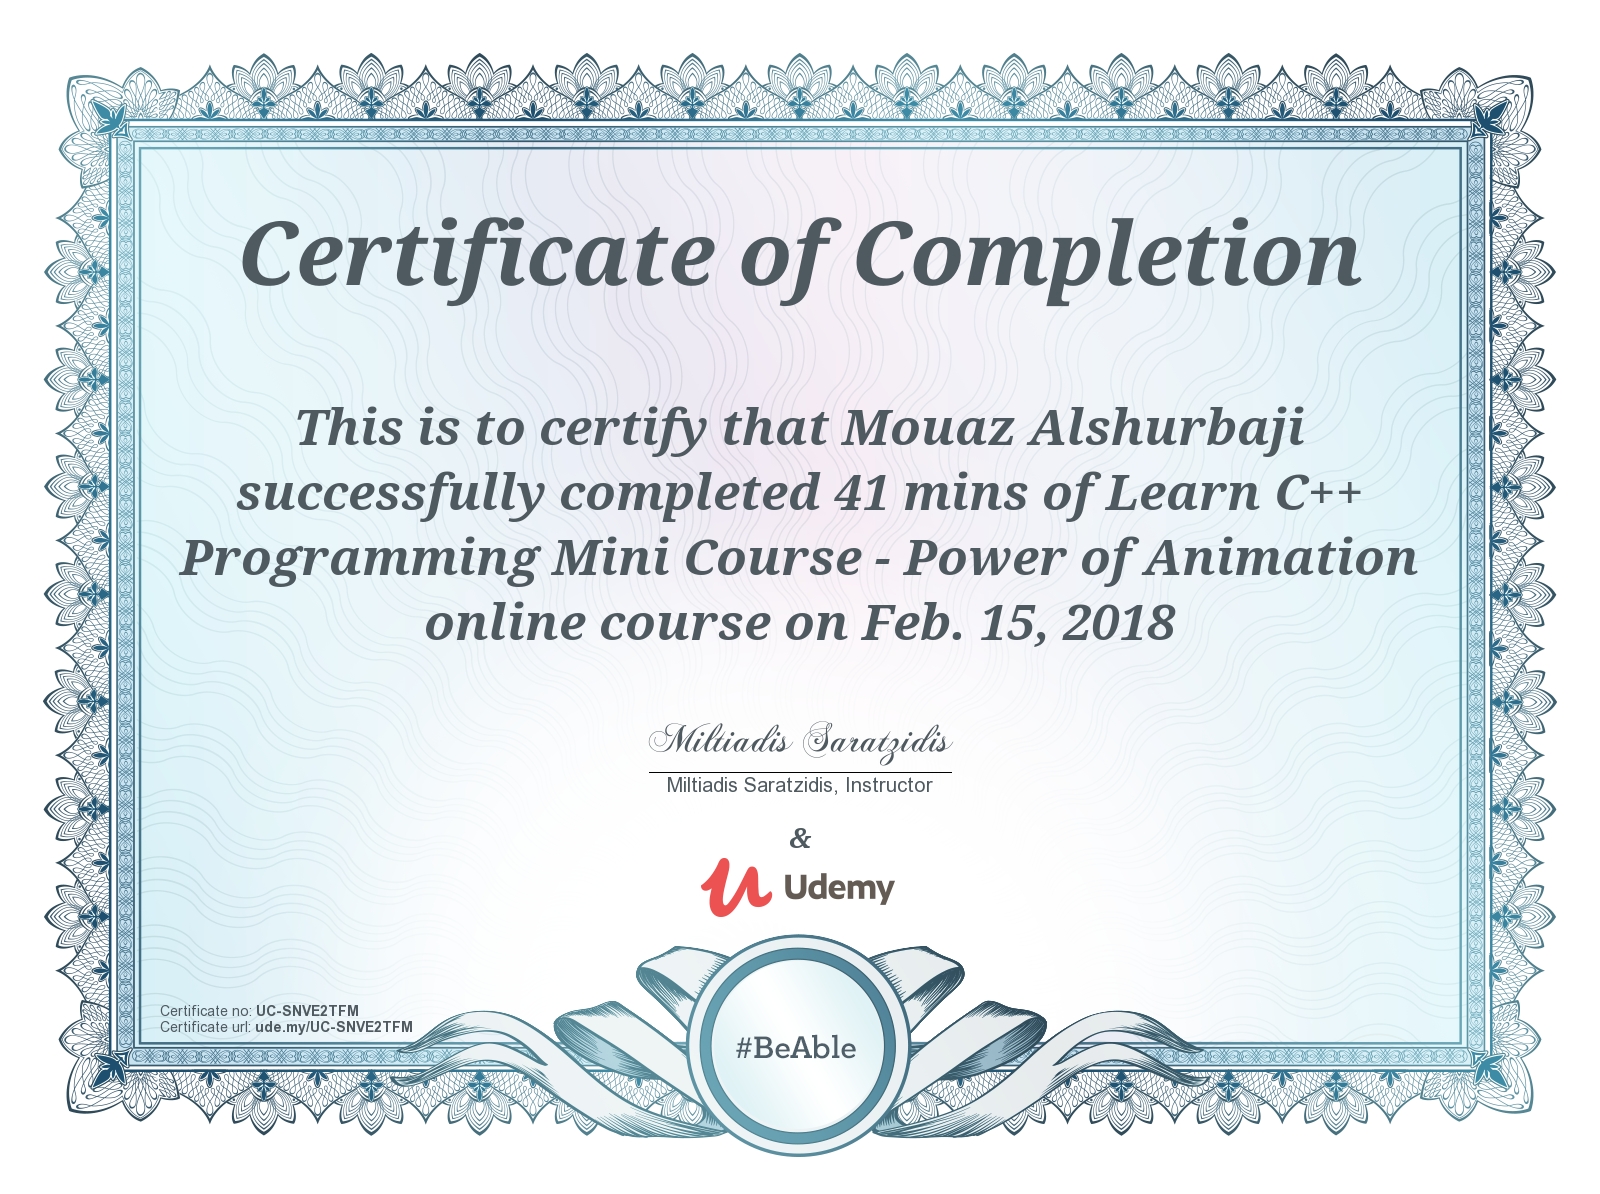 Certificate of Completion
This is to certify that Mouaz Alshurbaji
successfully completed 41 mins of Learn C++
Programming Mini Course - Power of Animation
online course on Feb. 15, 2018
Miltiadis Saratzidis
Miltiadis Saratzidis, Instructor
&
Udemy
Certificate no: UC-SNVE2TFM
Certificate url: ude.my/UC-SNVE2TFM
#BeAble